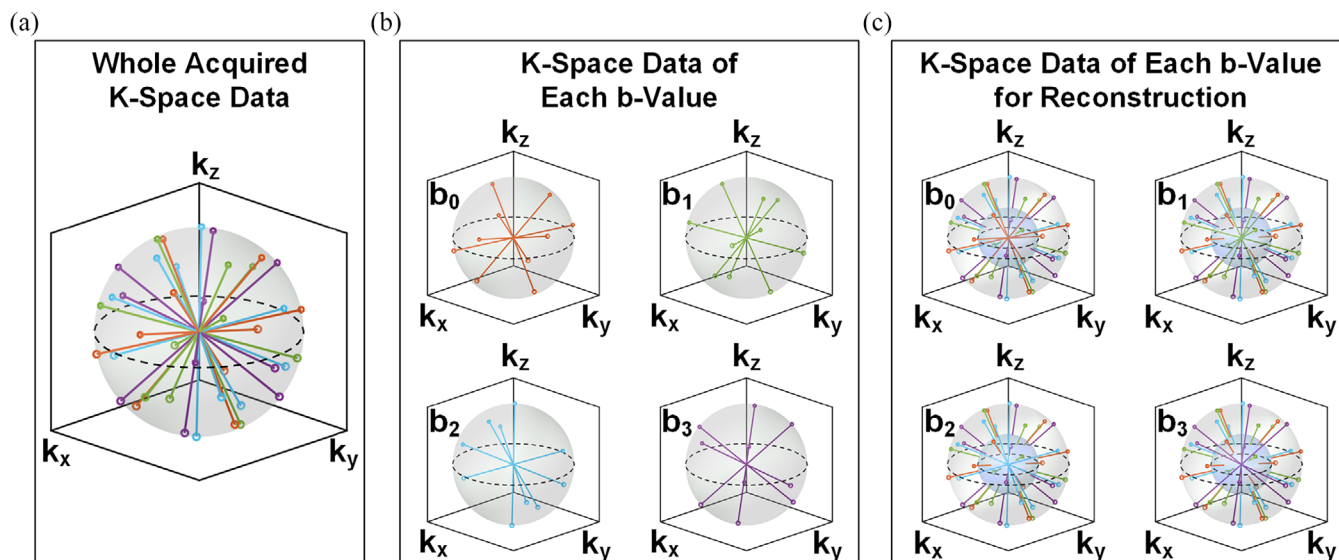 (a)
Whole Acquired
K-Space Data
kz
kx
ky
(b)
K-Space Data of
Each b-Value
kz
b0
kx
ky
kz
b1
kx
ky
kz
b2
kx
ky
kz
b3
kx
ky
(c)
K-Space Data of Each b-Value
for Reconstruction
kz
b0
kx
ky
kz
b1
kx
ky
kz
b2
kx
ky
kz
b3
kx
ky